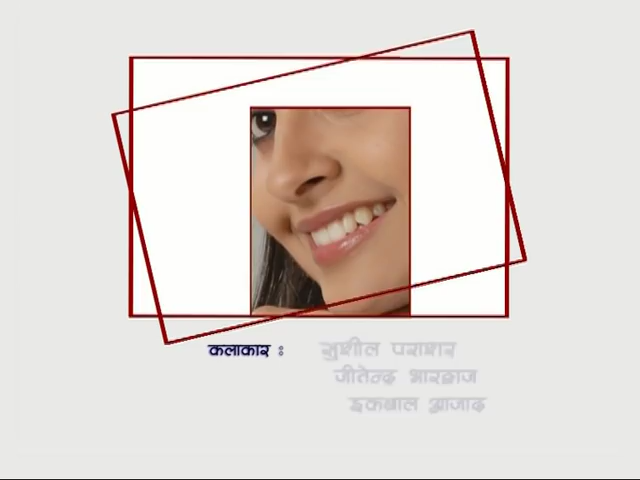 कलाकार : सुशील पराशर
जीतेन्द्र भारद्वाज
इकबाल आजाद